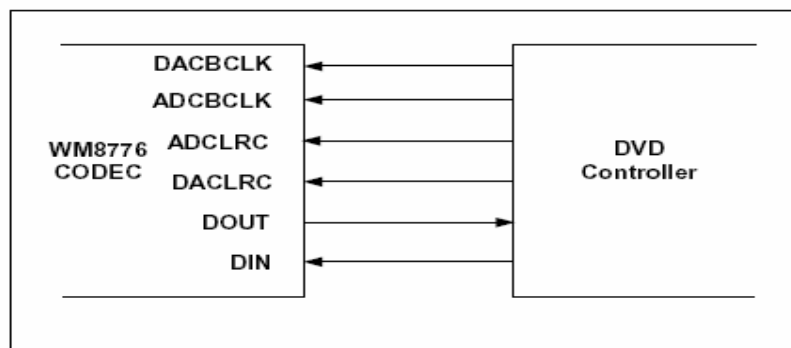 DACBCLK
ADCBCLK
ADCLRC
WM8776
CODEC
DACLRC
DOUT
DIN
DVD
Controller